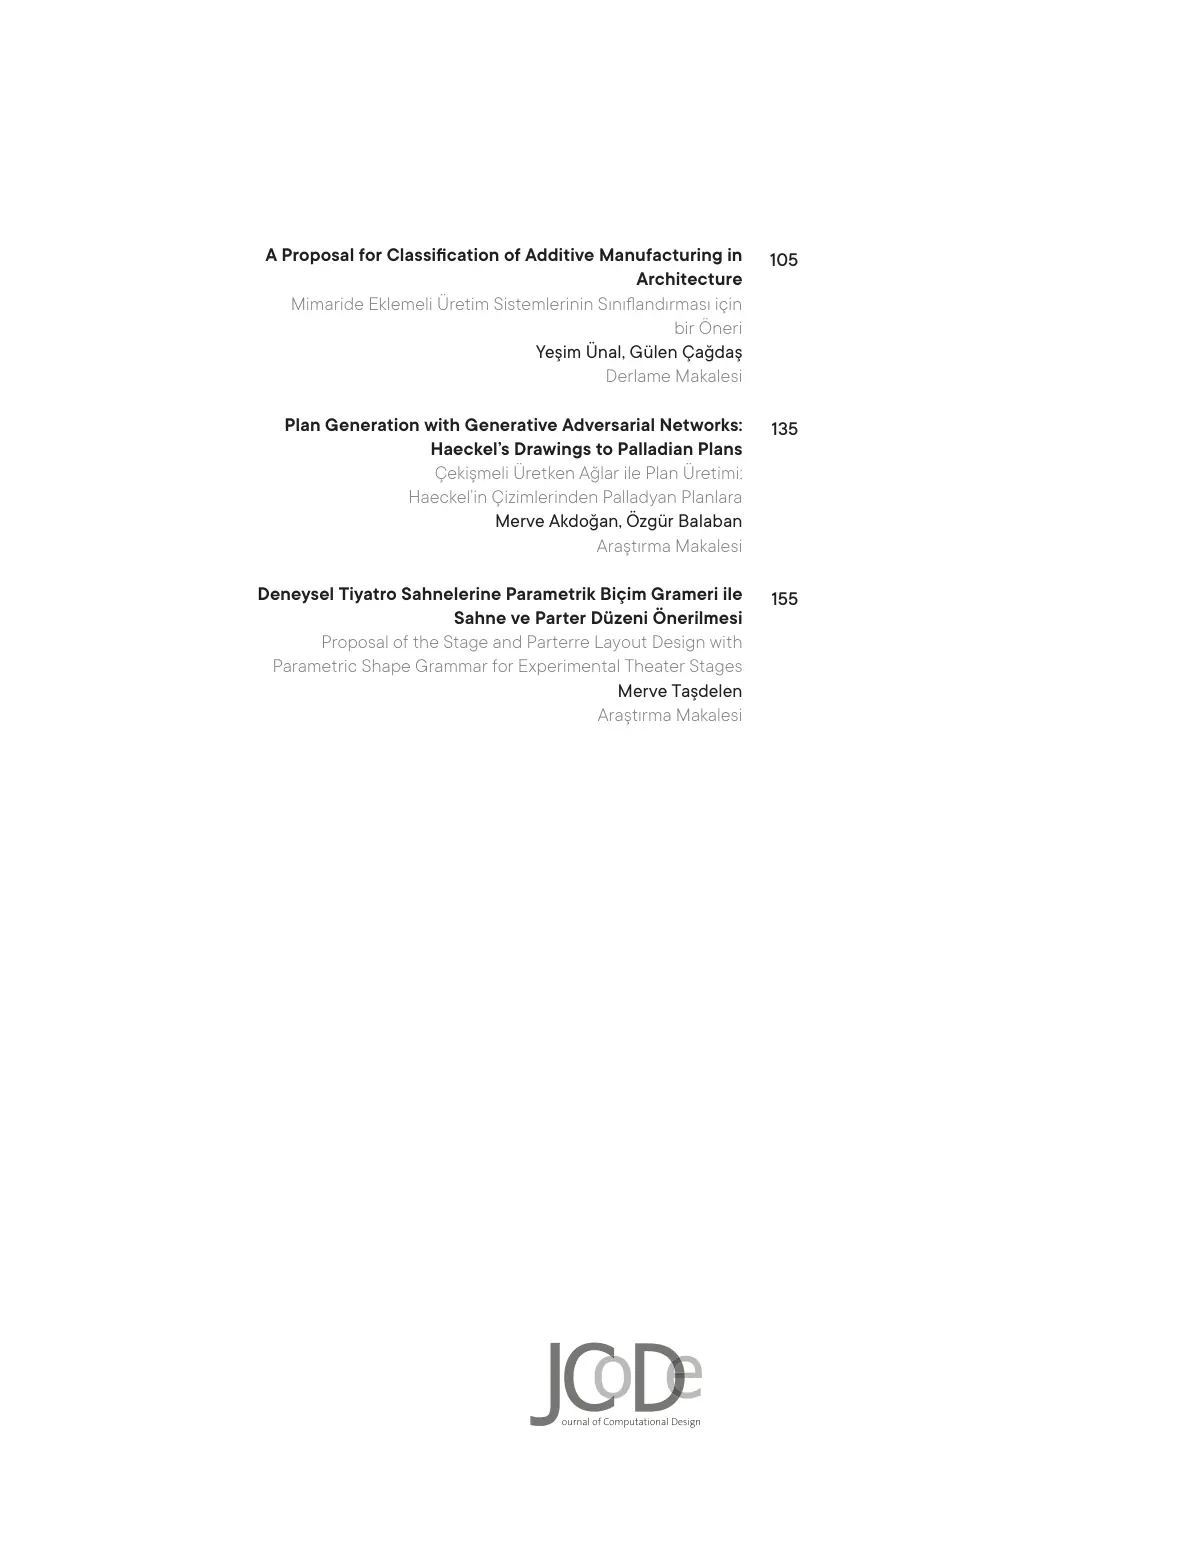 A Proposal for Classification of Additive Manufacturing in
Architecture
105
Mimaride Eklemeli Üretim Sistemlerinin Sınıflandırması için
bir Öneri
Yeşim Ünal, Gülen Çağdaş
Derlame Makalesi
Plan Generation with Generative Adversarial Networks:
Haeckel’s Drawings to Palladian Plans
135
Çekişmeli Üretken Ağlar ile Plan Üretimi:
Haeckel’in Çizimlerinden Palladyan Planlara
Merve Akdoğan, Özgür Balaban
Araştırma Makalesi
Deneysel Tiyatro Sahnelerine Parametrik Biçim Grameri ile
Sahne ve Parter Düzeni Önerilmesi
155
Proposal of the Stage and Parterre Layout Design with
Parametric Shape Grammar for Experimental Theater Stages
Merve Taşdelen
Araştırma Makalesi
JCoDe
ournal of Computational Design